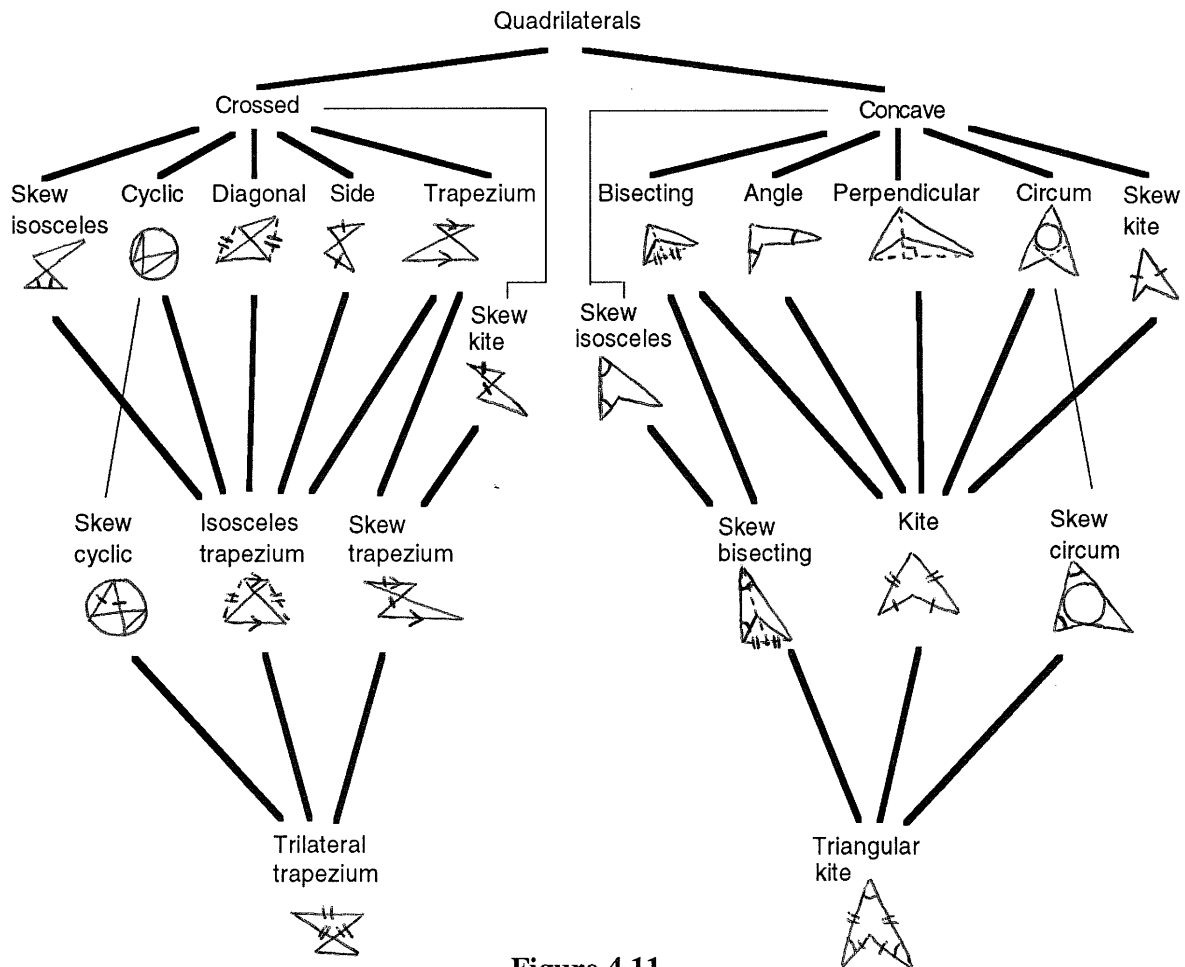 Quadrilaterals
Crossed
Concave
Skew
isosceles
Cyclic
Diagonal
Side
Trapezium
Bisecting
Angle
Perpendicular
Circum
Skew
kite
Skew
kite
Skew
isosceles
Skew
cyclic
Isosceles
trapezium
Skew
trapezium
Skew
bisecting
Kite
Skew
circum
Trilateral
trapezium
Triangular
kite
Figure 4.11